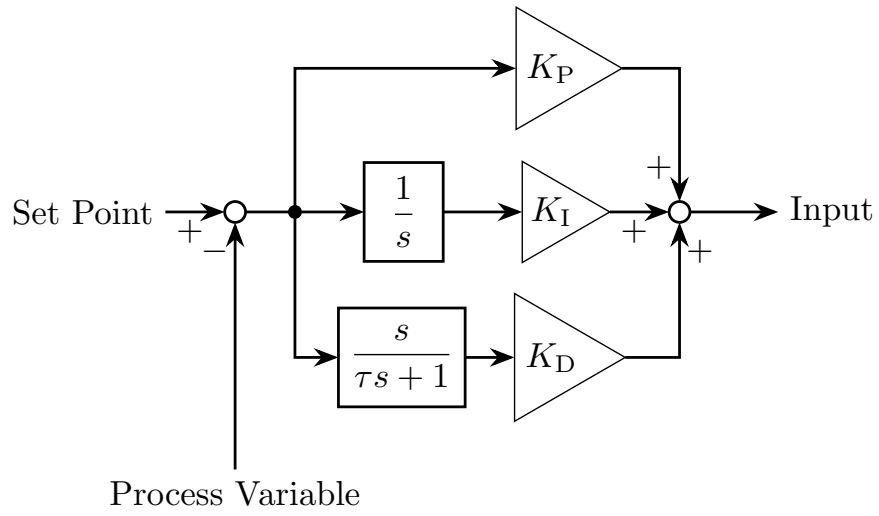 K_P
Set Point
+
−
1/s
K_I
+
+
+
Input
s/(τs + 1)
K_D
Process Variable